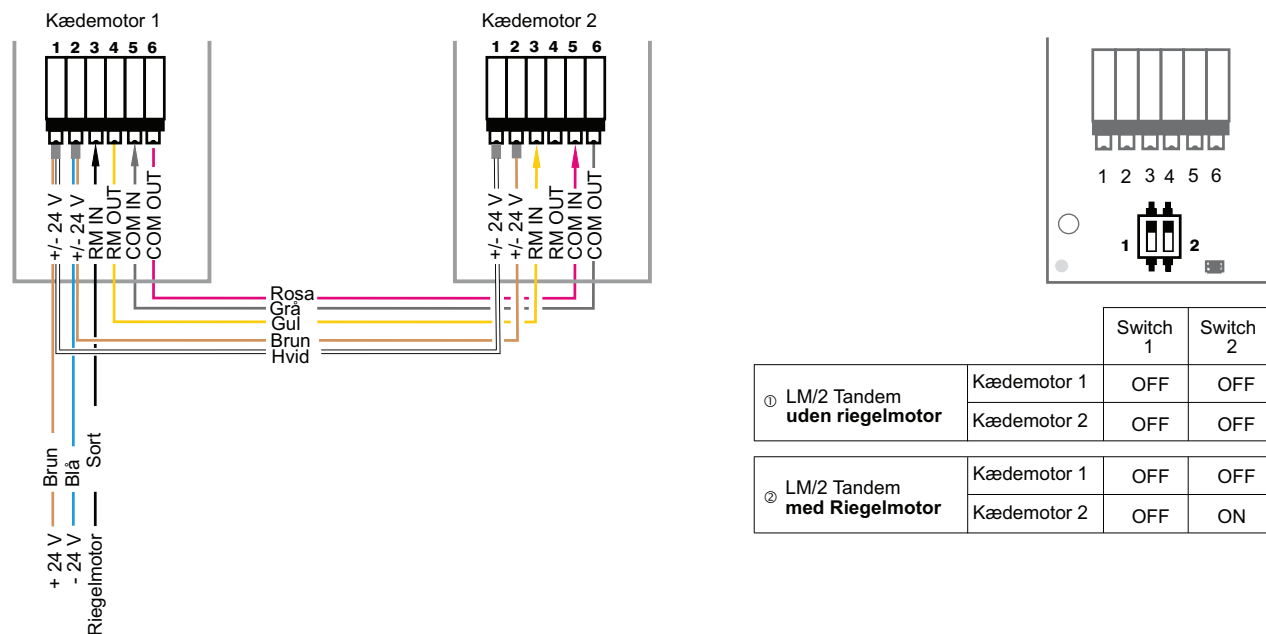 Kædemotor 1
1 2 3 4 5 6
+/- 24 V
+/- 24 V
RM IN
RM OUT
COM IN
COM OUT
Kædemotor 2
1 2 3 4 5 6
+/- 24 V
+/- 24 V
RM IN
RM OUT
COM IN
COM OUT
Rosa
Grå
Gul
Brun
Hvid
Brun
Blå
Sort
+ 24 V
- 24 V
Riegelmotor
1 2 3 4 5 6
1 2
Switch 1
Switch 2
① LM/2 Tandem
uden riegelmotor
Kædemotor 1 OFF OFF
Kædemotor 2 OFF OFF
② LM/2 Tandem
med Riegelmotor
Kædemotor 1 OFF OFF
Kædemotor 2 OFF ON